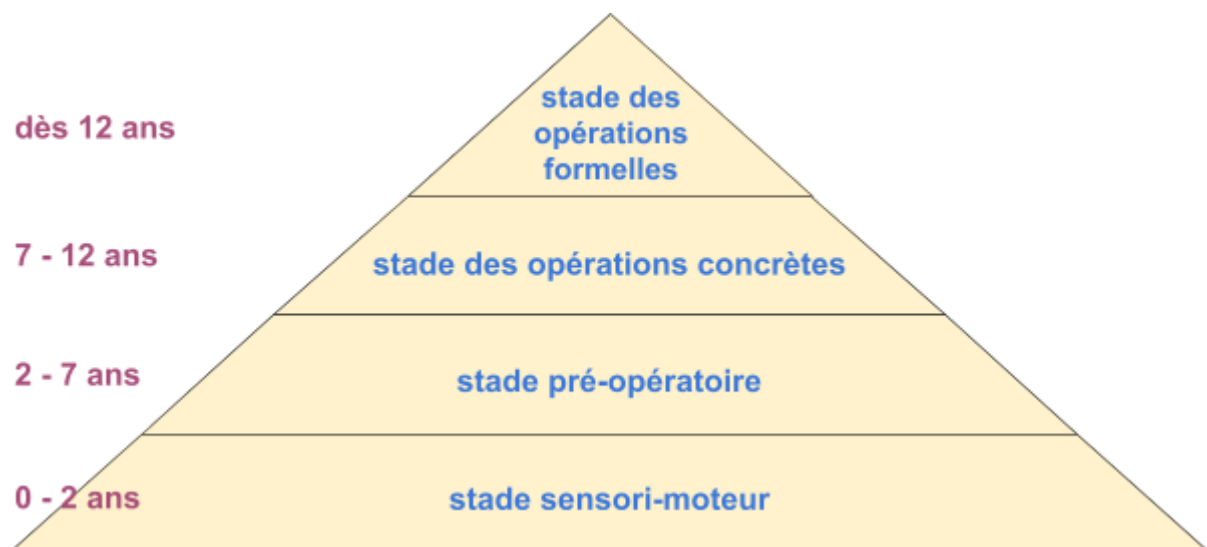 dès 12 ans
stade des
opérations
formelles
7 - 12 ans
stade des opérations concrètes
2 - 7 ans
stade pré-opératoire
0 - 2 ans
stade sensori-moteur